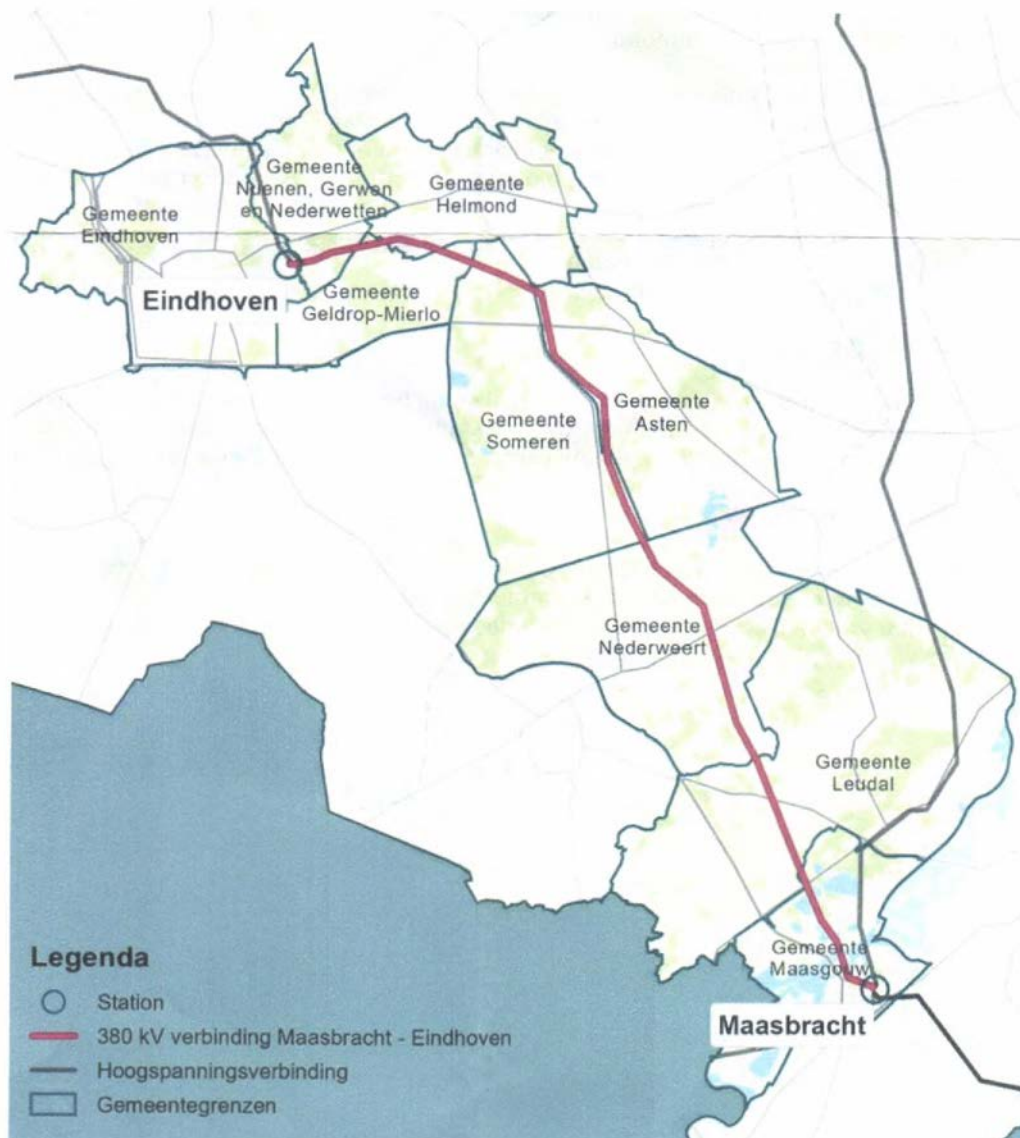 Gemeente
Nuenen, Gerwen
en Nederwetten
Gemeente
Helmond
Gemeente
Eindhoven
Eindhoven
Gemeente
Geldrop-Mierlo
Gemeente
Someren
Gemeente
Asten
Gemeente
Nederweert
Gemeente
Leudal
Gemeente
Maasgouw
Maasbracht
Legenda
Station
380 kV verbinding Maasbracht - Eindhoven
Hoogspanningsverbinding
Gemeentegrenzen